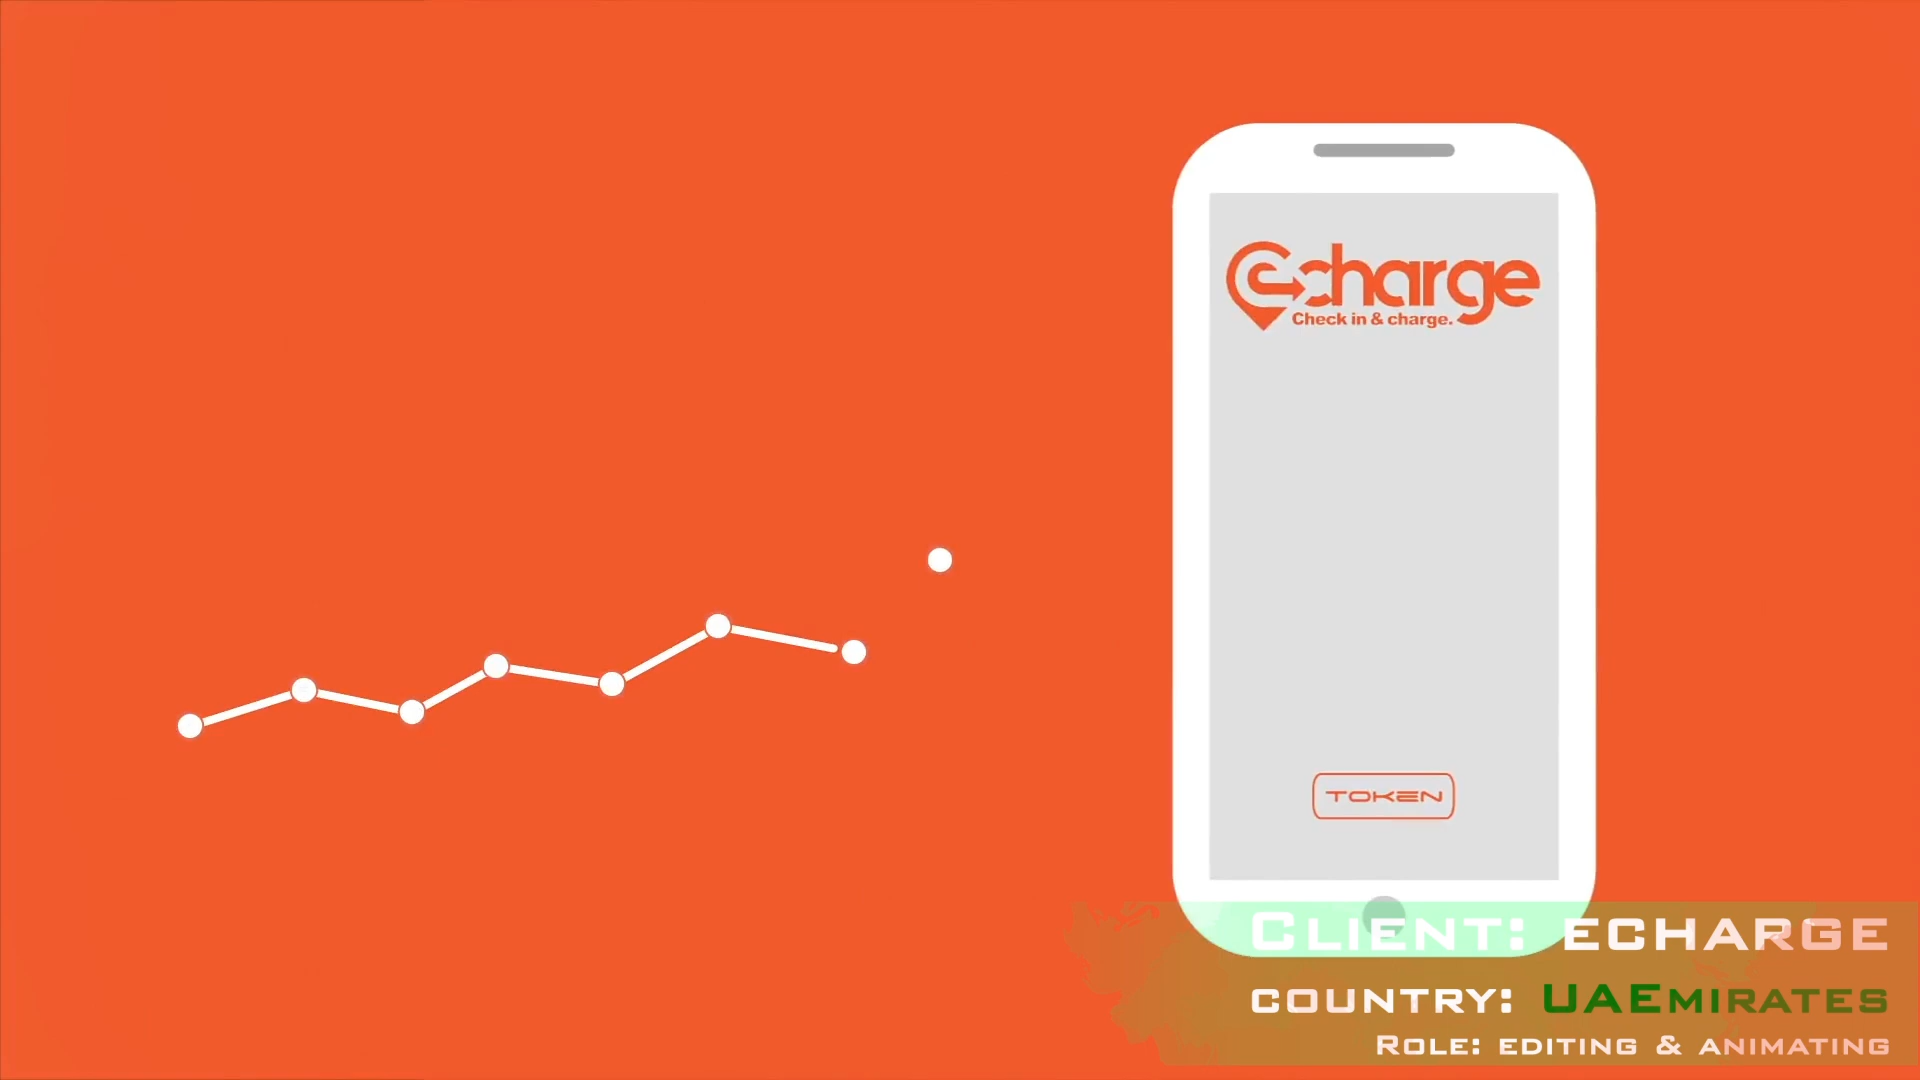 echarge
Check in & charge.
TOKEN
CLIENT: ECHARGE
COUNTRY: UAEMIRATES
ROLE: EDITING & ANIMATING